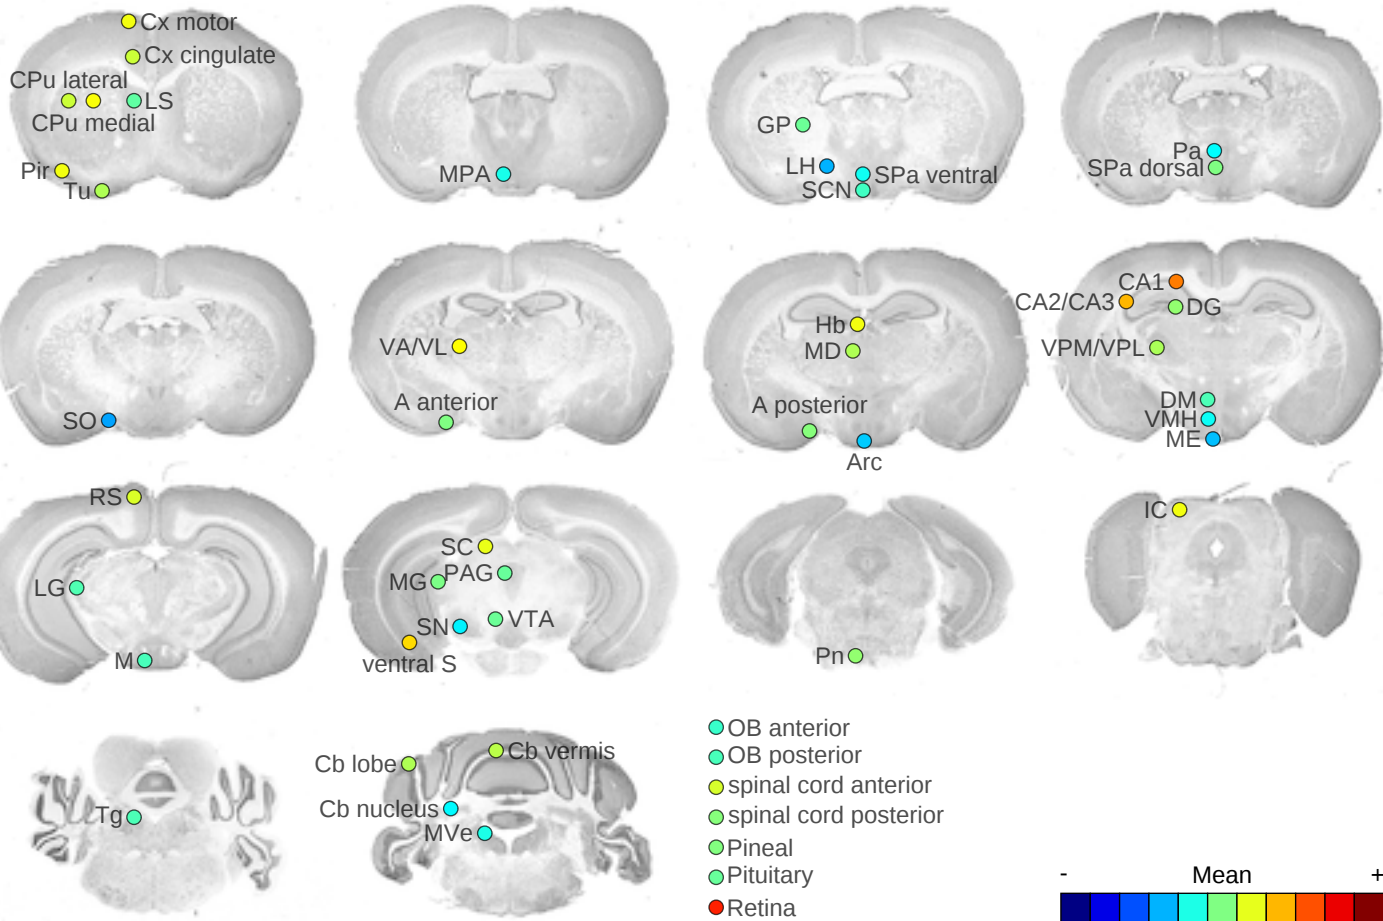 Cx motor
Cx cingulate
CPu lateral
LS
CPu medial
Pir
Tu
MPA
GP
LH
SPa ventral
SCN
Pa
SPa dorsal
SO
VA/VL
A anterior
Hb
MD
A posterior
Arc
CA1
CA2/CA3
DG
VPM/VPL
DM
VMH
ME
RS
LG
M
SC
MG
PAG
SN
VTA
ventral S
Pn
IC
Tg
Cb lobe
Cb vermis
Cb nucleus
MVe
OB anterior
OB posterior
spinal cord anterior
spinal cord posterior
Pineal
Pituitary
Retina
- Mean +